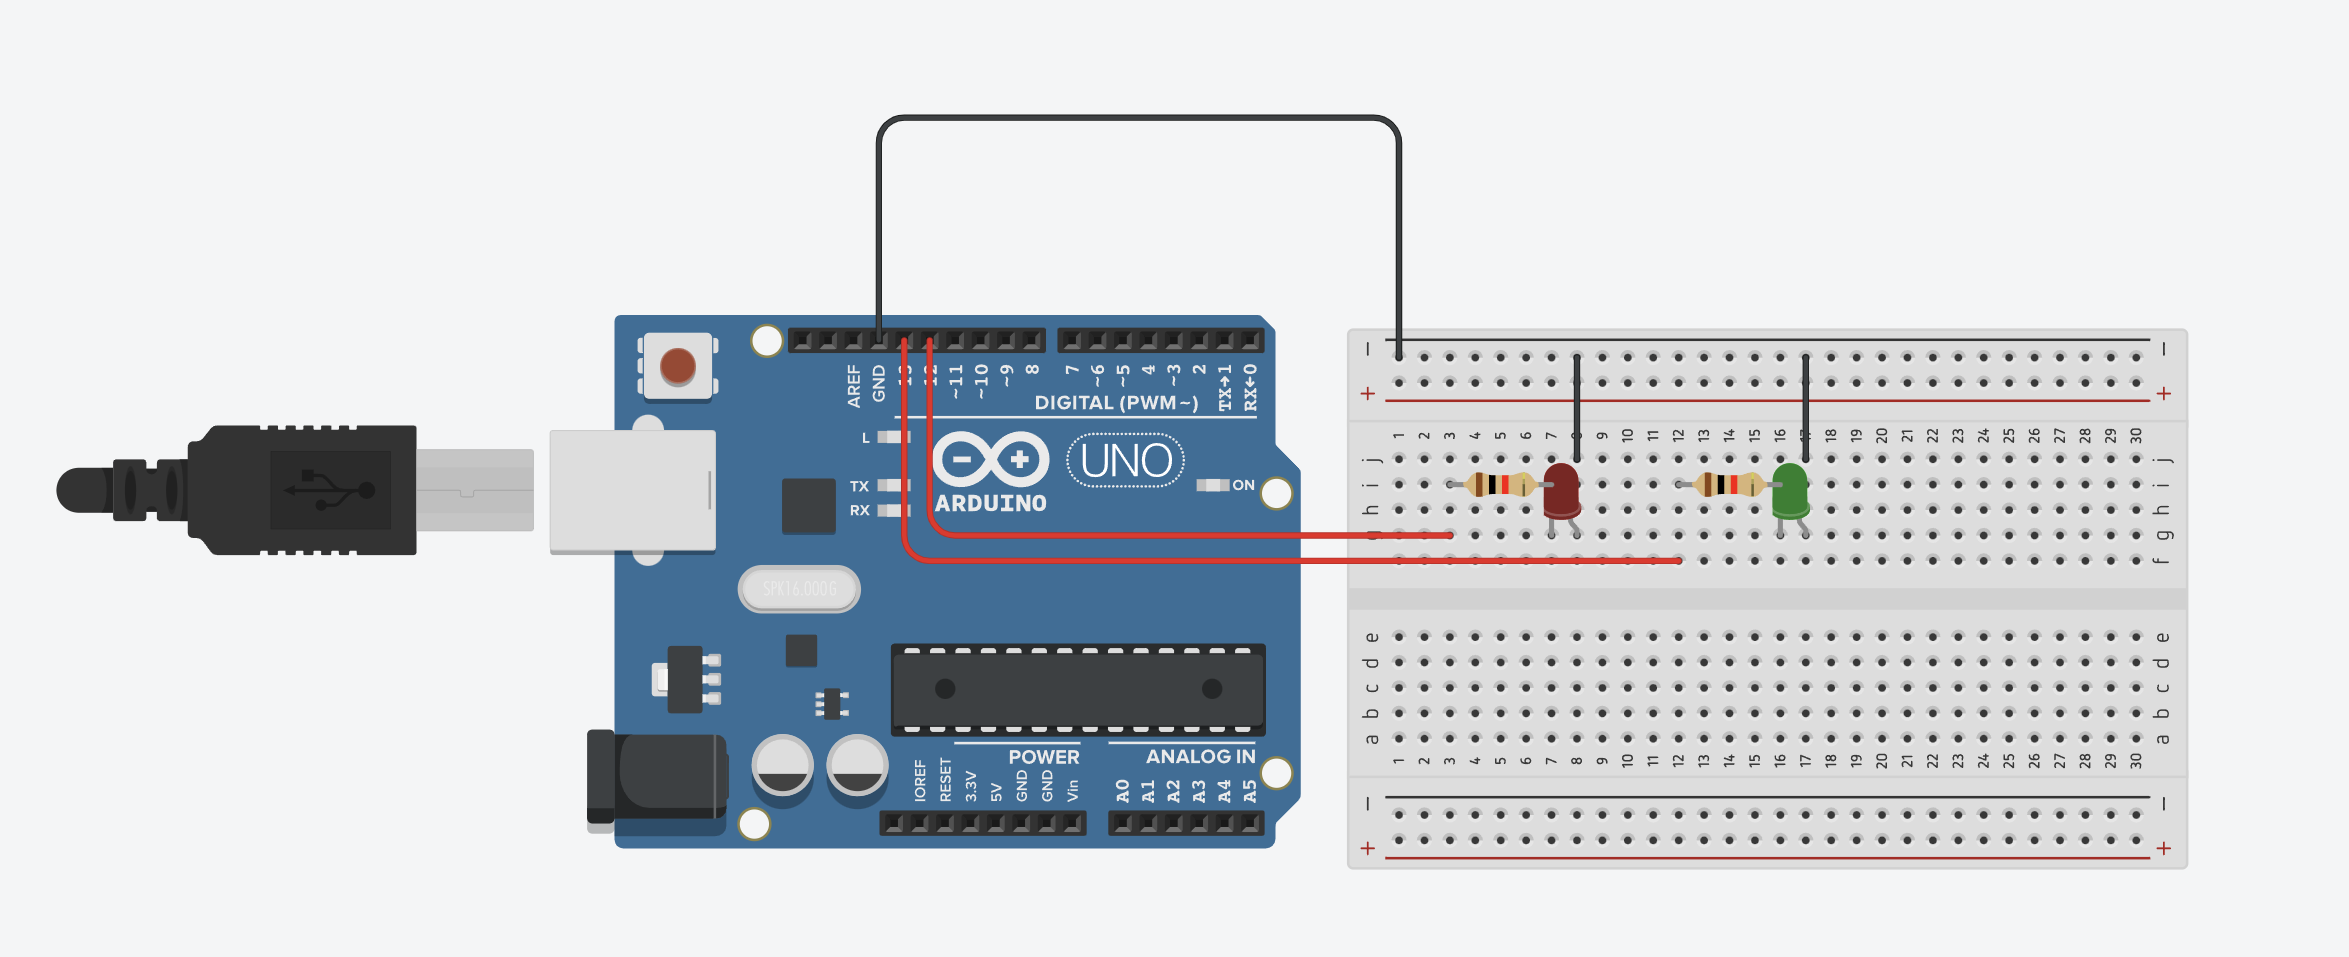 AREF
GND
13
12
~11
~10
~9
8
7
~6
~5
4
~3
2
TX→1
RX←0
DIGITAL (PWM~)
L
TX
RX
ARDUINO
UNO
ON
SPK16.000G
POWER
ANALOG IN
IOREF
RESET
3.3V
5V
GND
GND
Vin
A0
A1
A2
A3
A4
A5
− −
+ +
1 2 3 4 5 6 7 8 9 10 11 12 13 14 15 16 17 18 19 20 21 22 23 24 25 26 27 28 29 30
j j
i i
h h
g g
f f
e e
d d
c c
b b
a a
1 2 3 4 5 6 7 8 9 10 11 12 13 14 15 16 17 18 19 20 21 22 23 24 25 26 27 28 29 30
− −
+ +